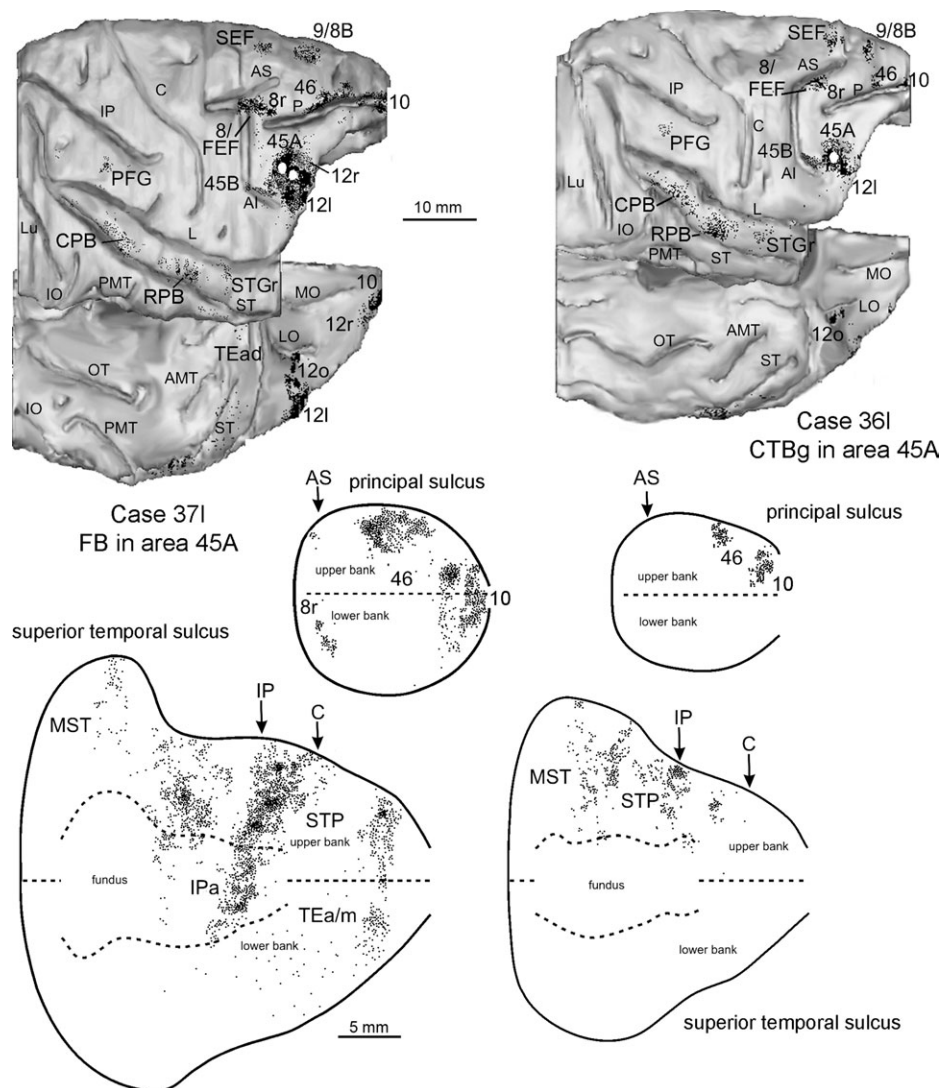 SEF
9/8B
AS
46
C
8r
P
10
IP
8/
FEF
45A
12r
PFG
45B
AI
12l
10 mm
CPB
Lu
L
RPB
STGr
PMT
ST
MO
10
IO
12r
TEad
LO
OT
12o
AMT
12l
IO
PMT
ST
Case 37l
FB in area 45A
9/8B
SEF
AS
46
8/
FEF
8r
P
10
IP
C
45A
PFG
45B
AI
12l
Lu
CPB
L
IO
RPB
STGr
PMT
ST
MO
LO
12o
OT
AMT
ST
IO
PMT
Case 36l
CTBg in area 45A
AS
principal sulcus
upper bank
46
8r
lower bank
10
AS
principal sulcus
46
upper bank
10
lower bank
superior temporal sulcus
IP
C
MST
STP
upper bank
fundus
IPa
TEa/m
lower bank
5 mm
IP
C
MST
STP
upper bank
fundus
lower bank
superior temporal sulcus